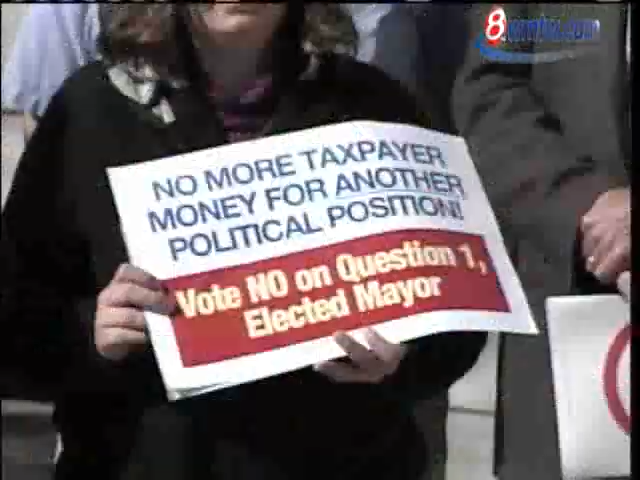 8
NO MORE TAXPAYER
MONEY FOR ANOTHER
POLITICAL POSITION!
Vote NO on Question 1,
Elected Mayor